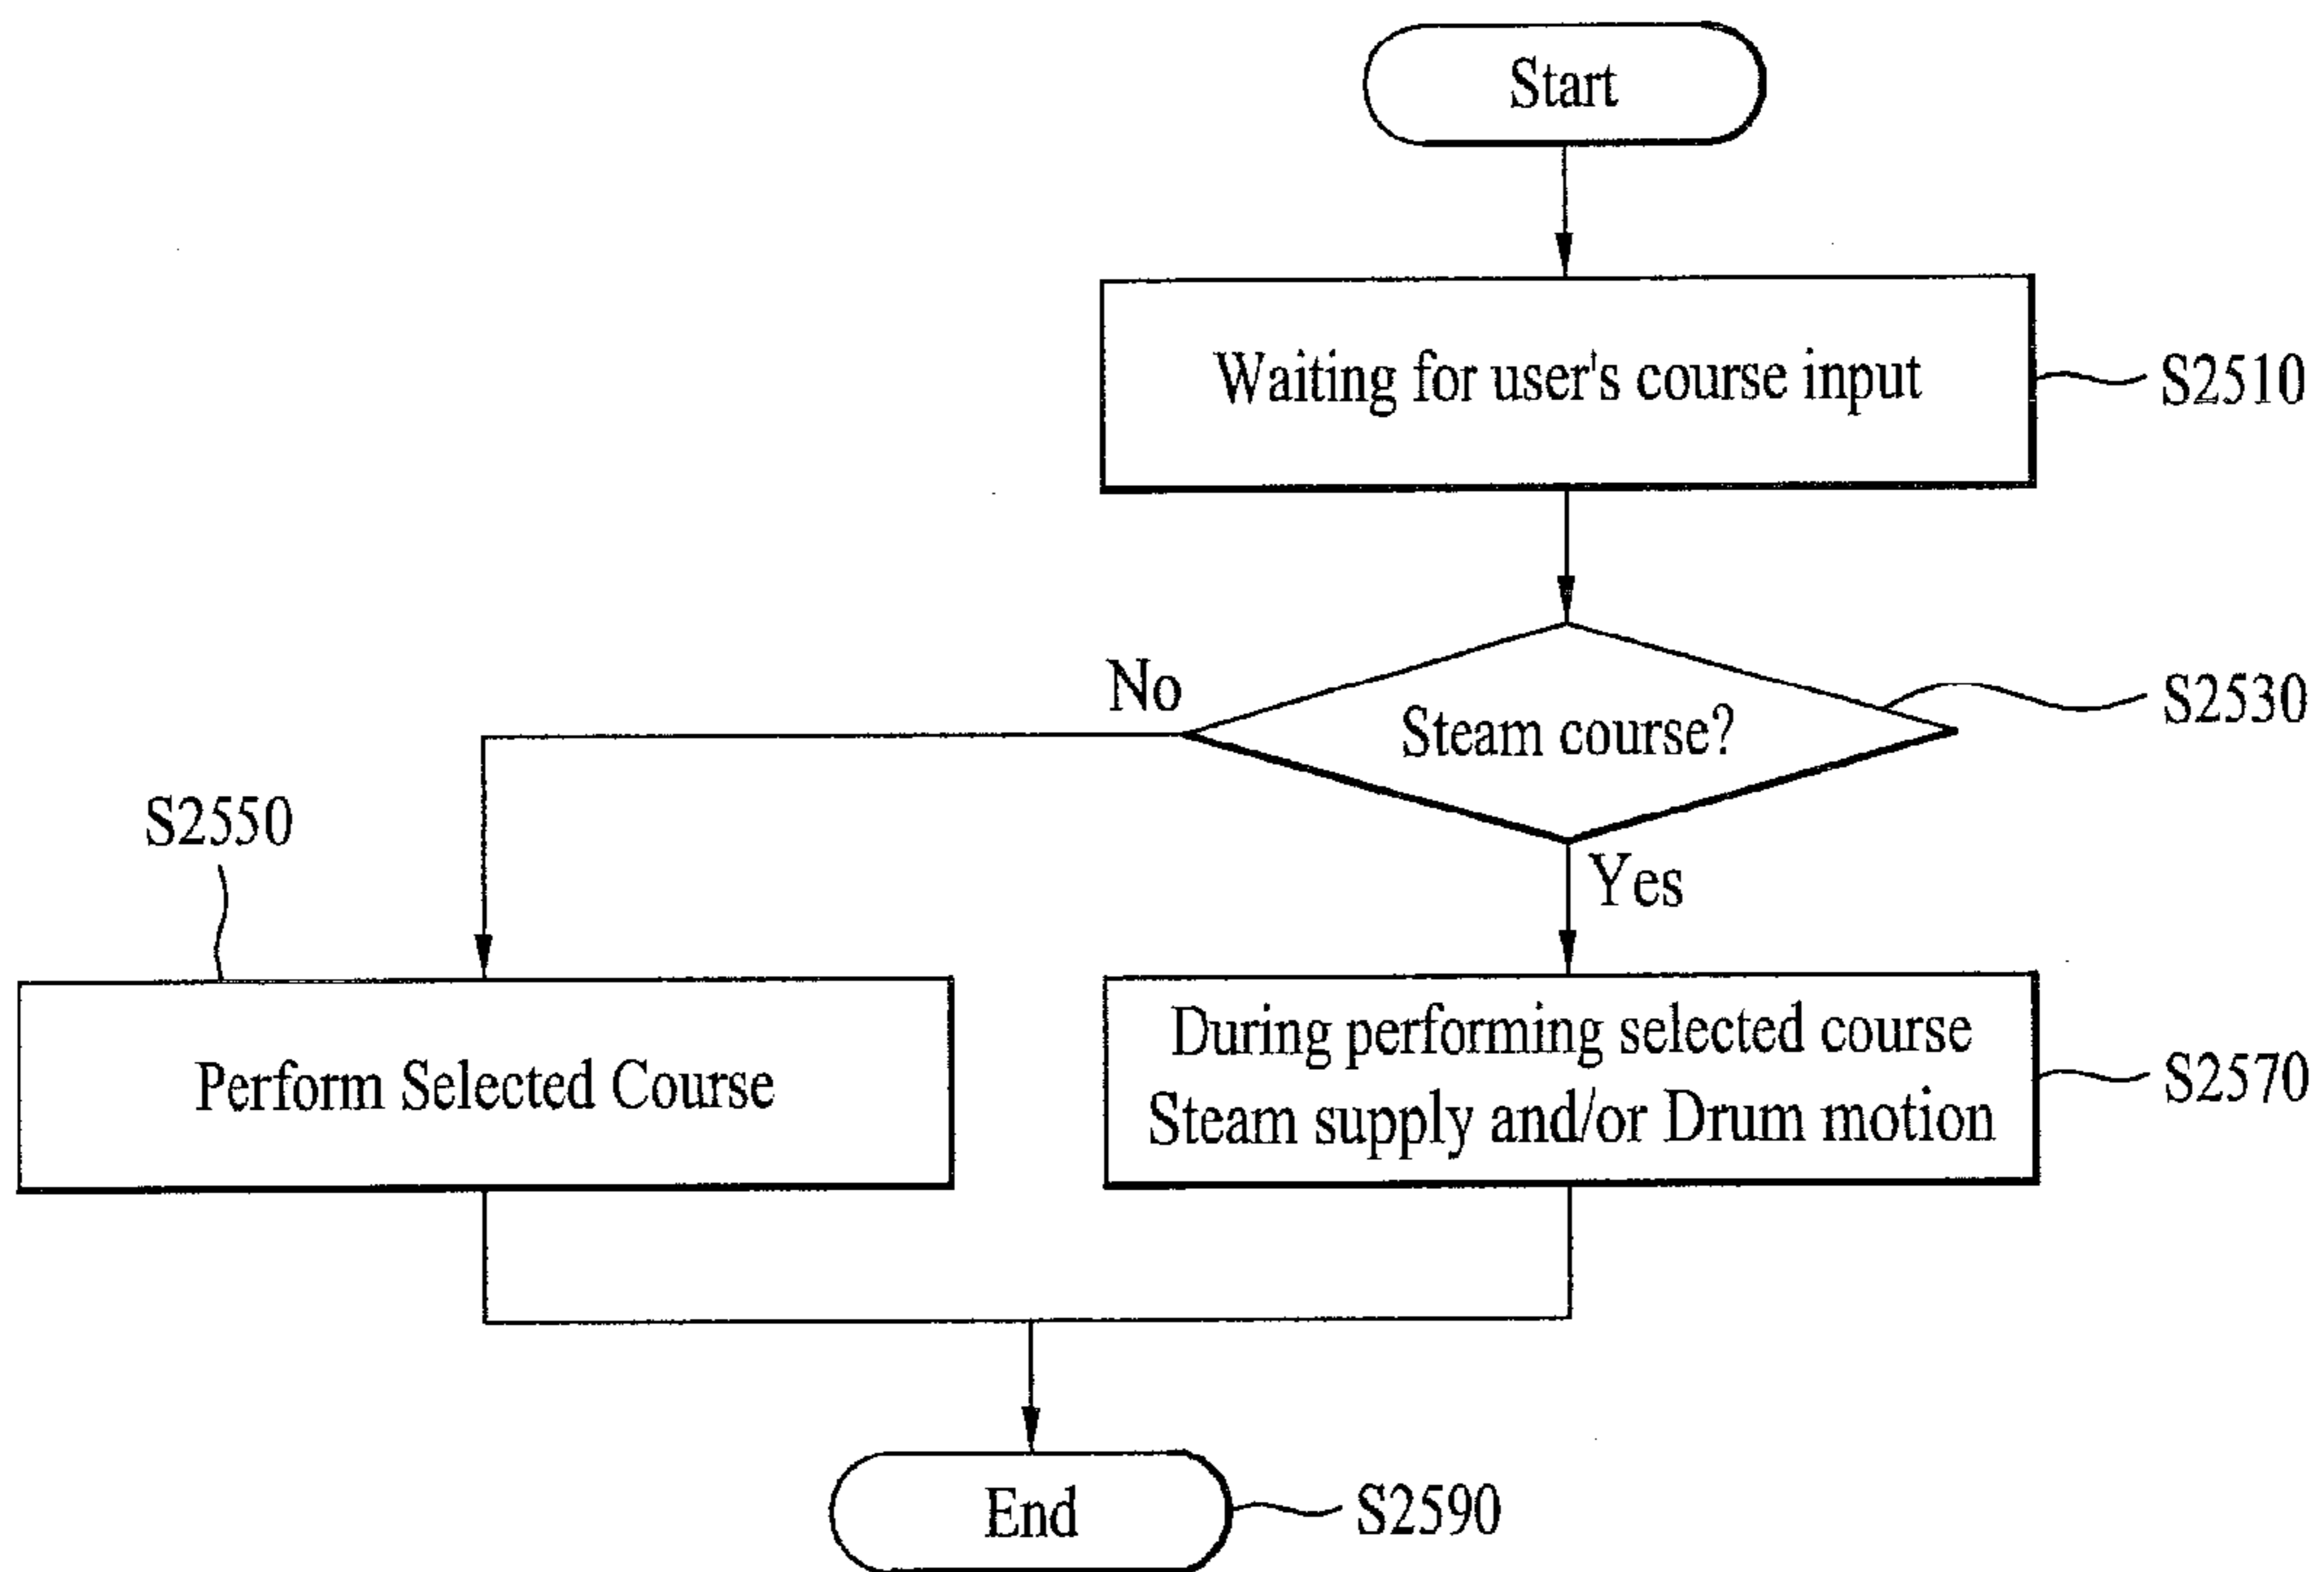 Start
Waiting for user's course input
S2510
Steam course?
S2530
No
Yes
S2550
Perform Selected Course
During performing selected course
Steam supply and/or Drum motion
S2570
End
S2590